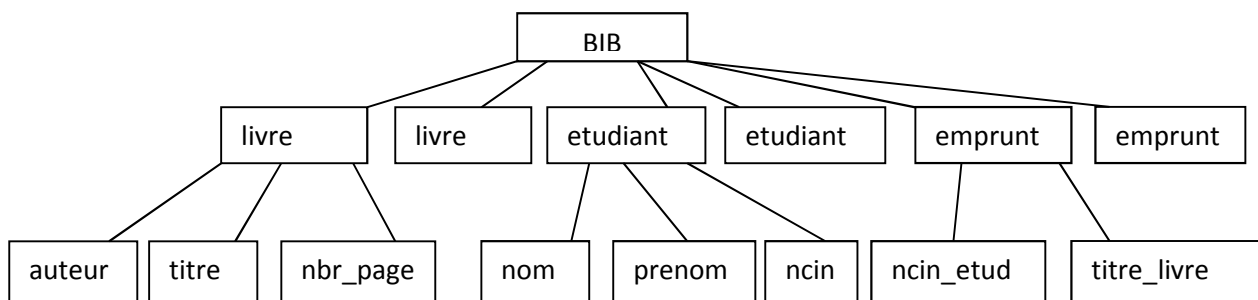 BIB
livre livre etudiant etudiant emprunt emprunt
auteur titre nbr_page nom prenom ncin ncin_etud titre_livre